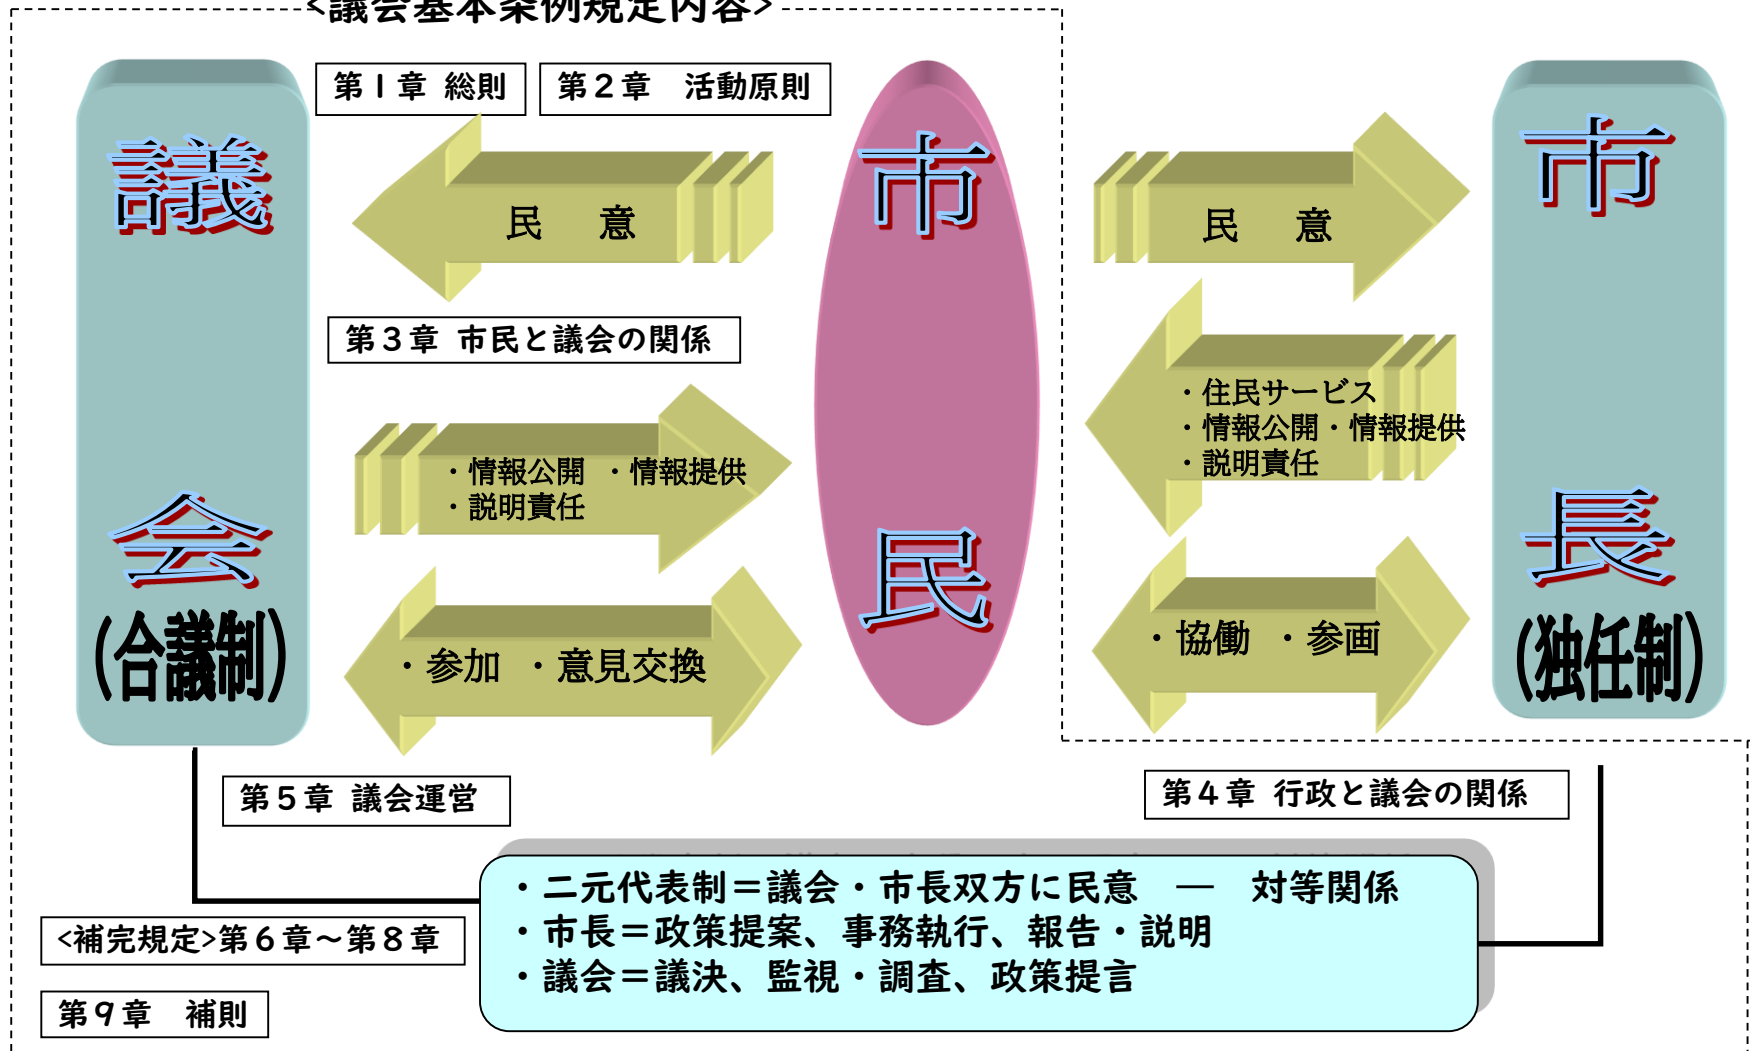 <議会基本条例規定内容>
第1章 総則
第2章　活動原則
議会
(合議制)
市民
市長
(独任制)
民　意
民　意
第3章 市民と議会の関係
・情報公開 ・情報提供
・説明責任
・住民サービス
・情報公開・情報提供
・説明責任
・参加 ・意見交換
・協働 ・参画
第5章 議会運営
第4章 行政と議会の関係
・二元代表制＝議会・市長双方に民意　―　対等関係
・市長＝政策提案、事務執行、報告・説明
・議会＝議決、監視・調査、政策提言
<補完規定>第6章～第8章
第9章　補則